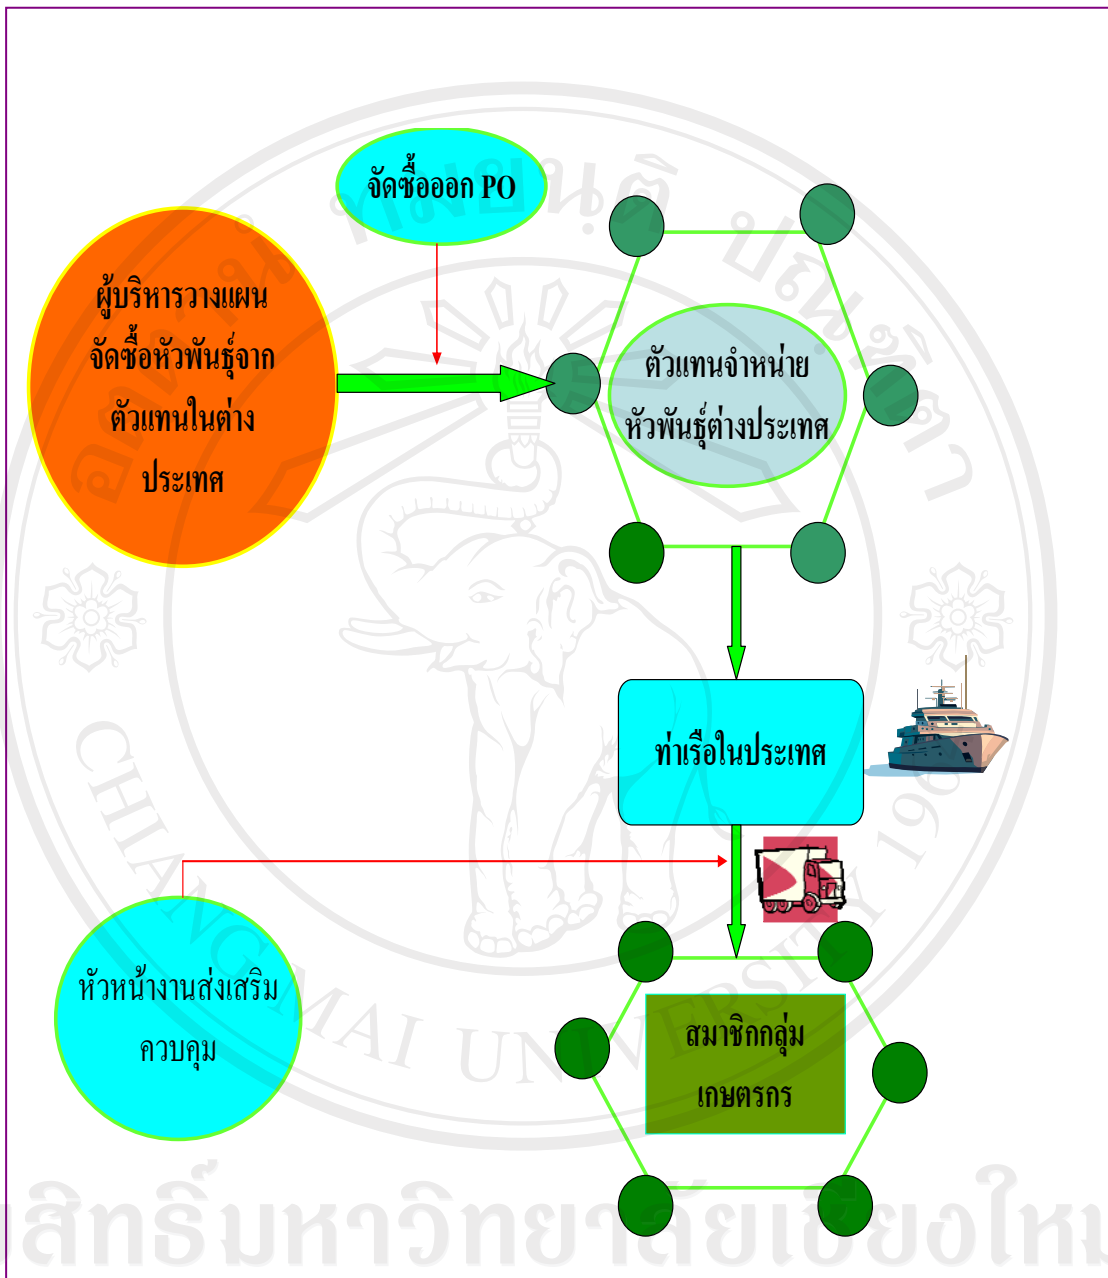 จัดซื้อออก PO
ผู้บริหารวางแผน
จัดซื้อหัวพันธุ์จาก
ตัวแทนในต่าง
ประเทศ
ตัวแทนจำหน่าย
หัวพันธุ์ต่างประเทศ
ท่าเรือในประเทศ
หัวหน้างานส่งเสริม
ควบคุม
สมาชิกกลุ่ม
เกษตรกร
CHIANG MAI UNIVERSITY 196
สิทธิ์มหาวิทยาลัยเชียงให